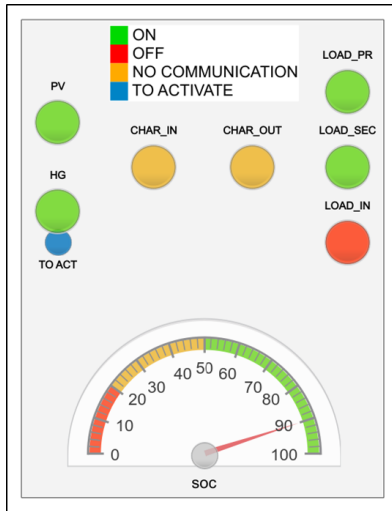 ON
OFF
NO COMMUNICATION
TO ACTIVATE
LOAD_PR
PV
CHAR_IN
CHAR_OUT
LOAD_SEC
HG
LOAD_IN
TO ACT
0
10
20
30
40
50
60
70
80
90
100
SOC